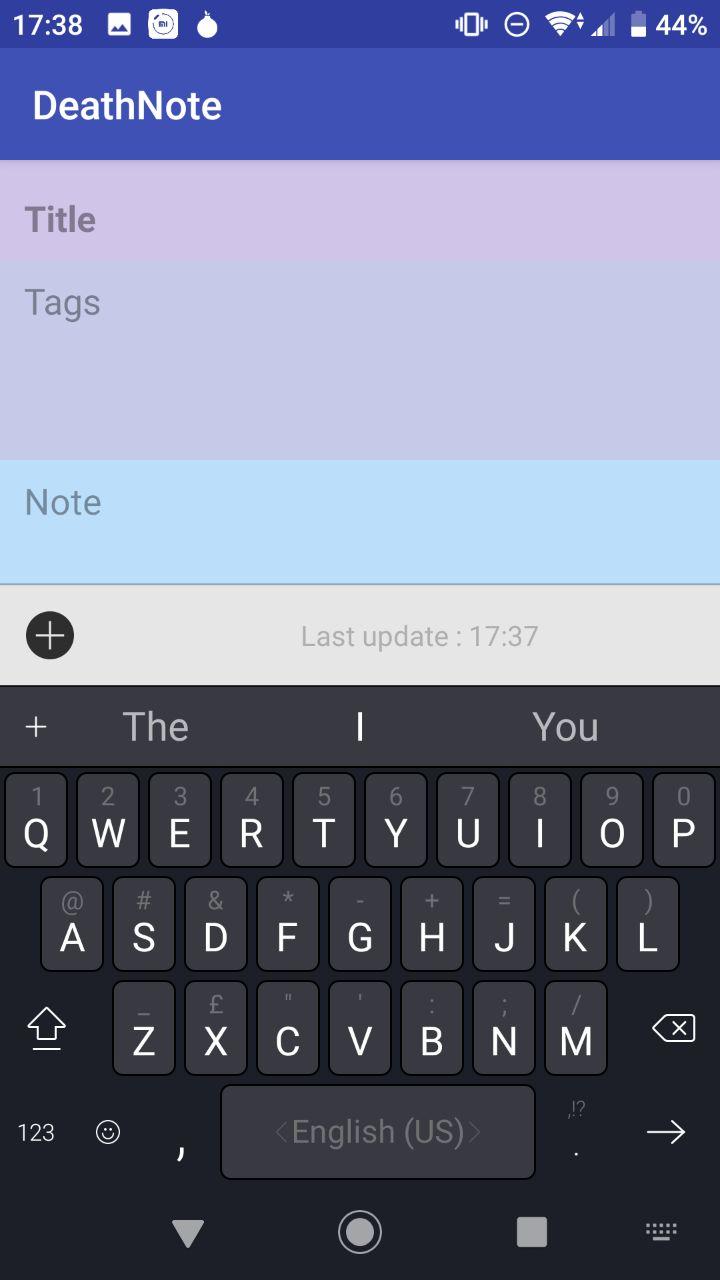 17:38 44%
DeathNote
Title
Tags
Note
Last update : 17:37
+ The I You
1 2 3 4 5 6 7 8 9 0
Q W E R T Y U I O P
@ # & * - + = ( )
A S D F G H J K L
_ £ " ' : ; /
Z X C V B N M
,!?
123 , <English (US)> .